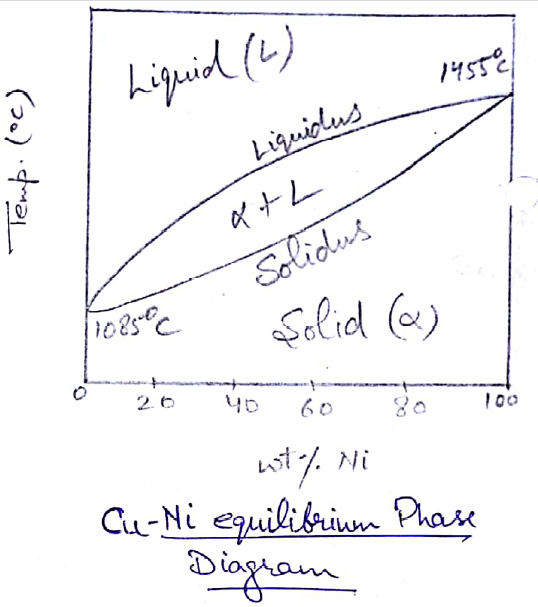 Liquid (L)
1455°C
Temp. (°C)
Liquidus
α + L
Solidus
1085°C
Solid (α)
0 20 40 60 80 100
wt% Ni
Cu-Ni equilibrium Phase
Diagram